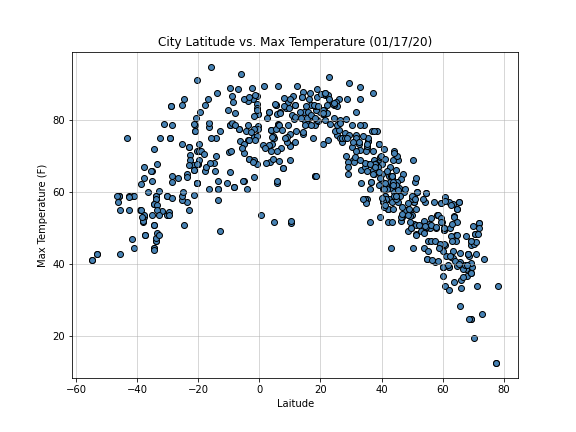 City Latitude vs. Max Temperature (01/17/20)
80
60
40
20
Max Temperature (F)
−60 −40 −20 0 20 40 60 80
Laitude